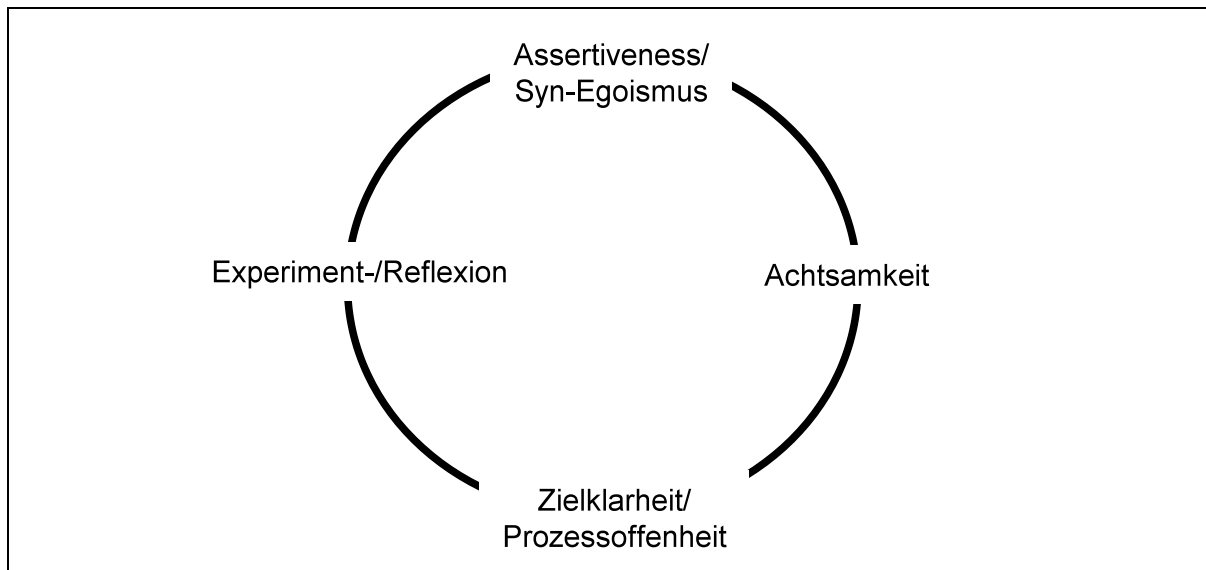 Assertiveness/
Syn-Egoismus
Experiment-/Reflexion
Achtsamkeit
Zielklarheit/
Prozessoffenheit